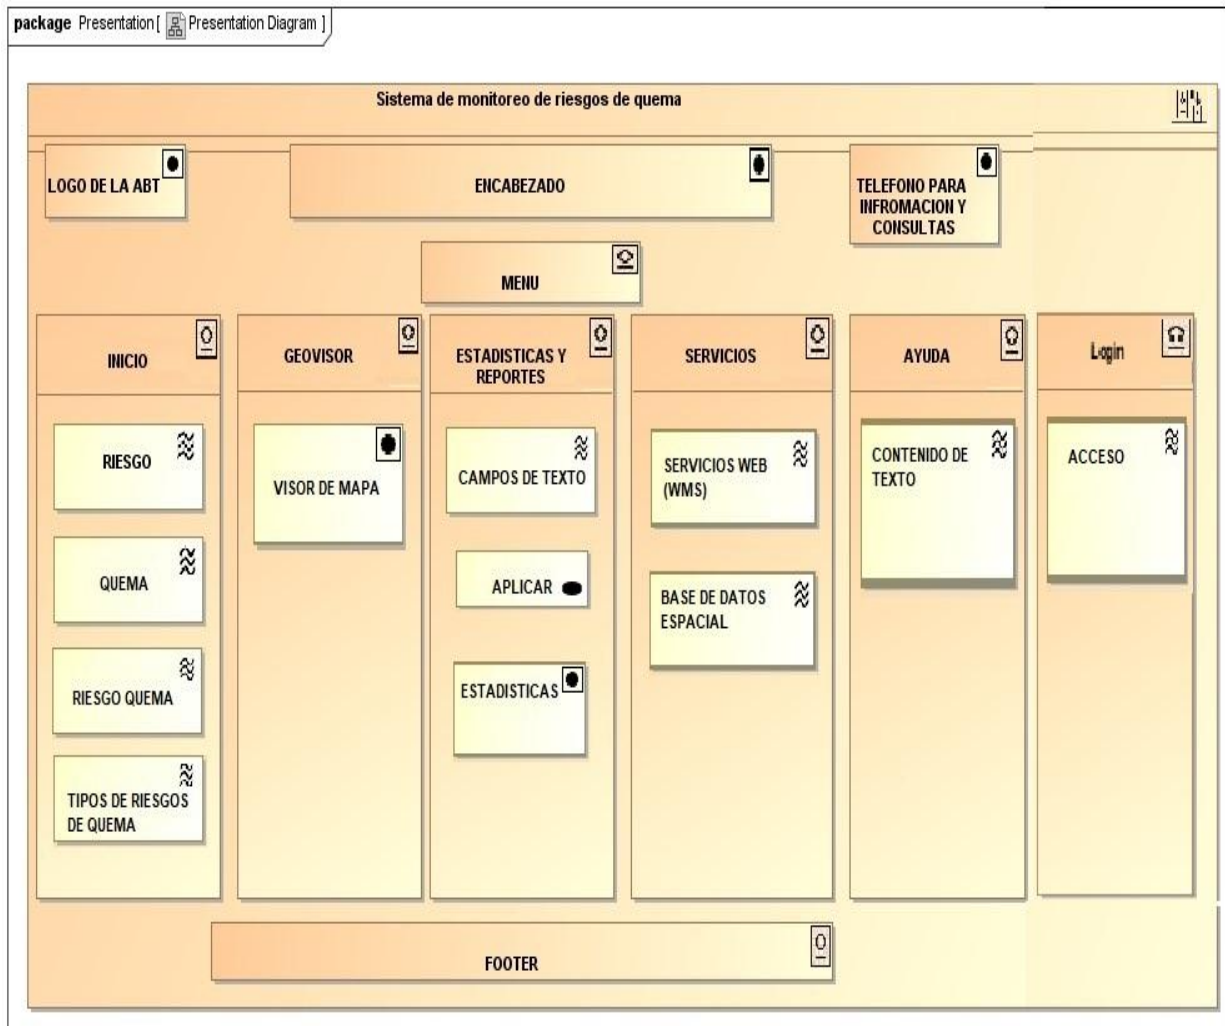 package Presentation [ Presentation Diagram ]
Sistema de monitoreo de riesgos de quema
LOGO DE LA ABT
ENCABEZADO
TELEFONO PARA
INFROMACION Y
CONSULTAS
MENU
INICIO
RIESGO
QUEMA
RIESGO QUEMA
TIPOS DE RIESGOS
DE QUEMA
GEOVISOR
VISOR DE MAPA
ESTADISTICAS Y
REPORTES
CAMPOS DE TEXTO
APLICAR
ESTADISTICAS
SERVICIOS
SERVICIOS WEB
(WMS)
BASE DE DATOS
ESPACIAL
AYUDA
CONTENIDO DE
TEXTO
Login
ACCESO
FOOTER